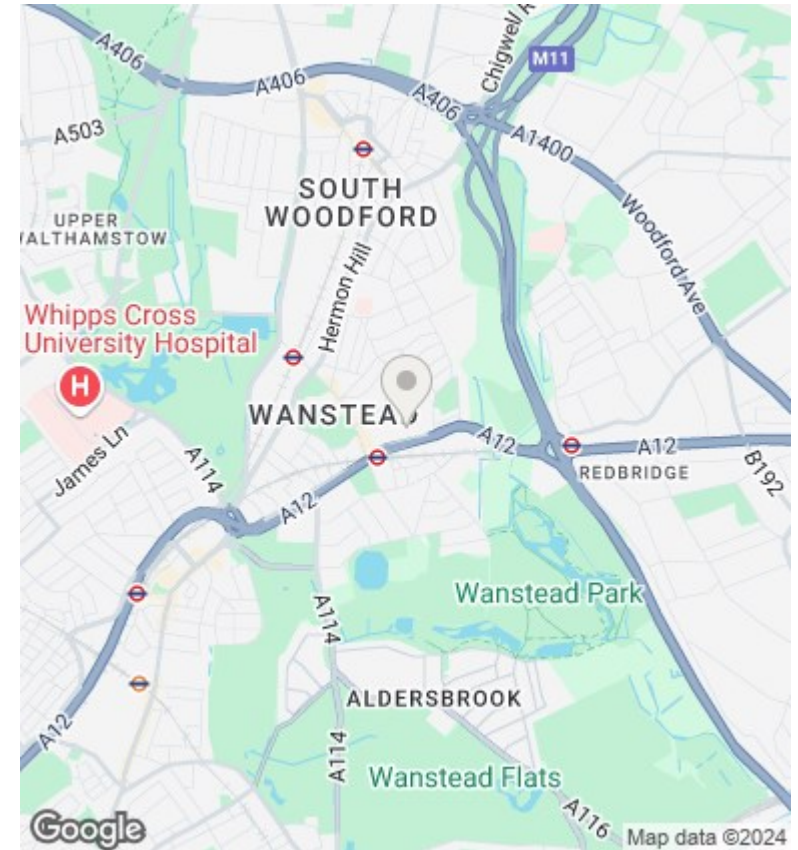 A406
A406
Chigwell
M11
A406
A1400
A503
SOUTH
WOODFORD
UPPER
ALTHAMSTOW
Woodford Ave
Hermon Hill
Whipps Cross
University Hospital
H
WANSTEAD
James Ln
A114
A12
A12
REDBRIDGE
B192
A12
Wanstead Park
A114
ALDERSBROOK
A12
A114
Wanstead Flats
A116
Google
Map data ©2024